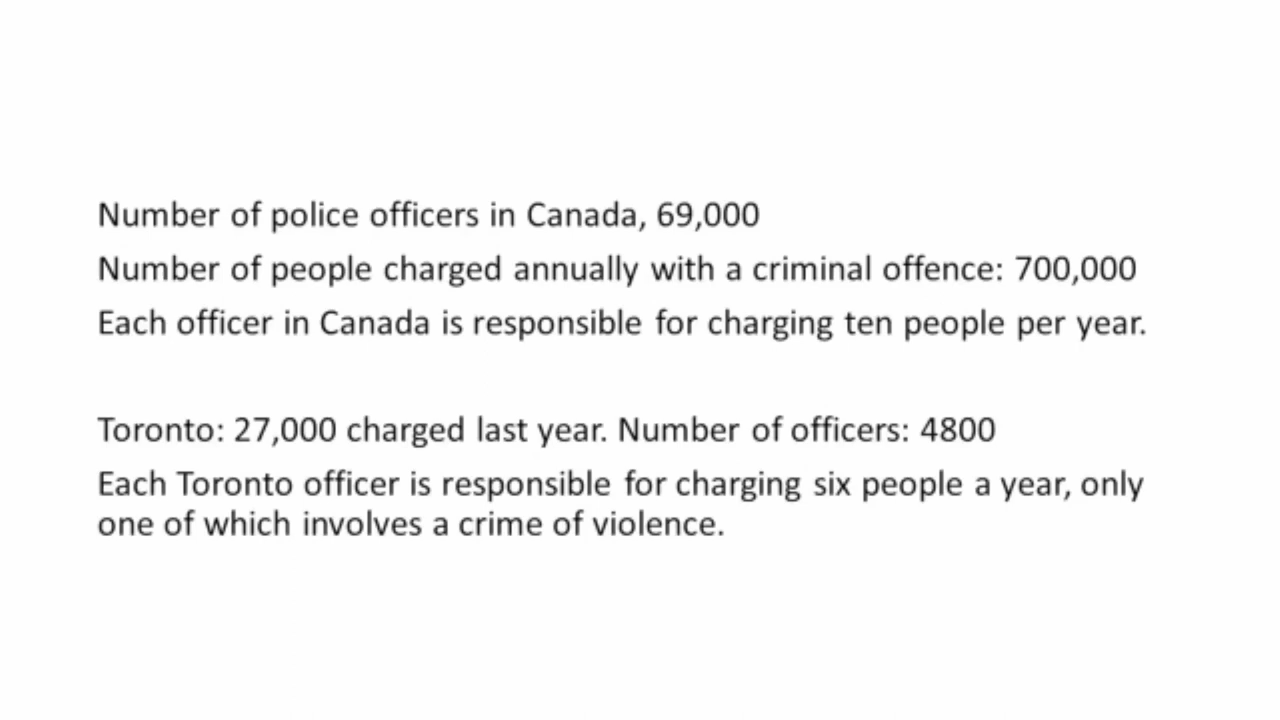 Number of police officers in Canada, 69,000
Number of people charged annually with a criminal offence: 700,000
Each officer in Canada is responsible for charging ten people per year.
Toronto: 27,000 charged last year. Number of officers: 4800
Each Toronto officer is responsible for charging six people a year, only
one of which involves a crime of violence.